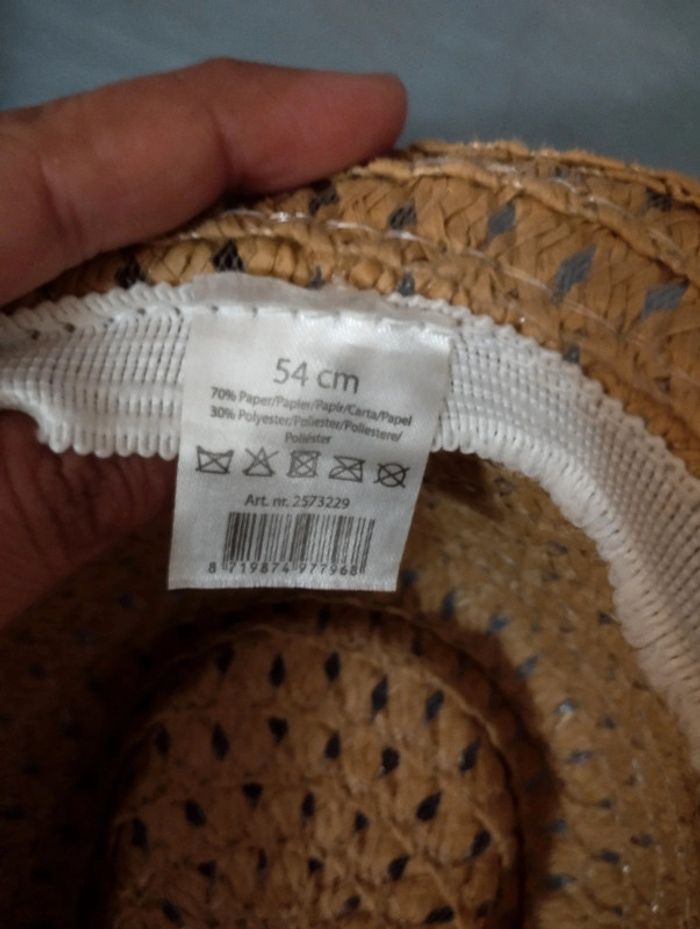 54 cm
70% Paper/Papier/Papír/Carta/Papel
30% Polyester/Poliester/Poliestere/
Poliéster
Art. nr. 2573229
8 719874 977968